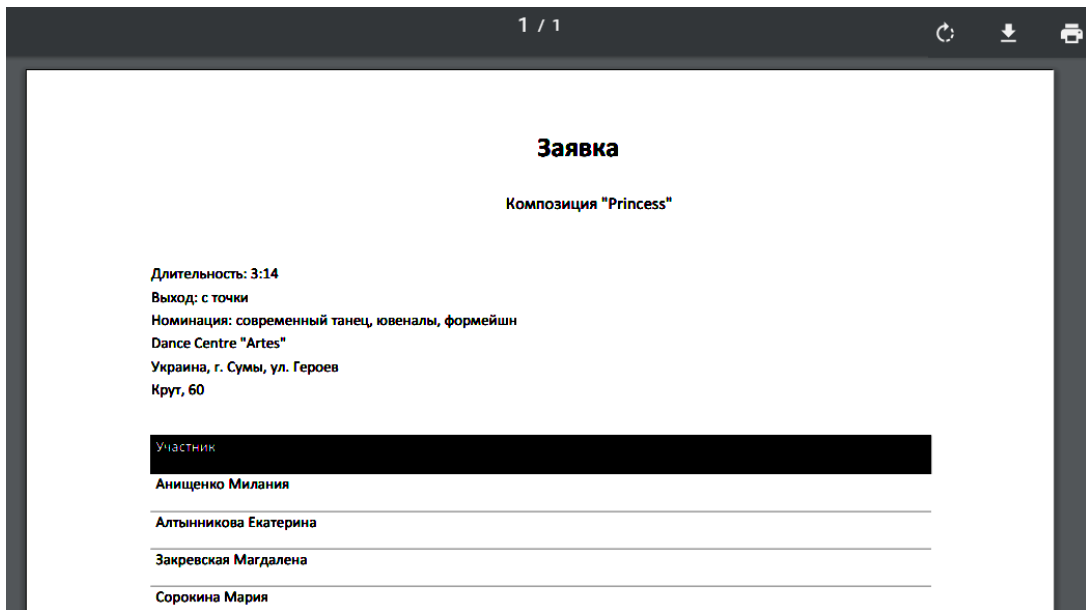 1 / 1
Заявка
Композиция "Princess"
Длительность: 3:14
Выход: с точки
Номинация: современный танец, ювеналы, формейшн
Dance Centre "Artes"
Украина, г. Сумы, ул. Героев
Крут, 60
Участник
Анищенко Милания
Алтынникова Екатерина
Закревская Магдалена
Сорокина Мария